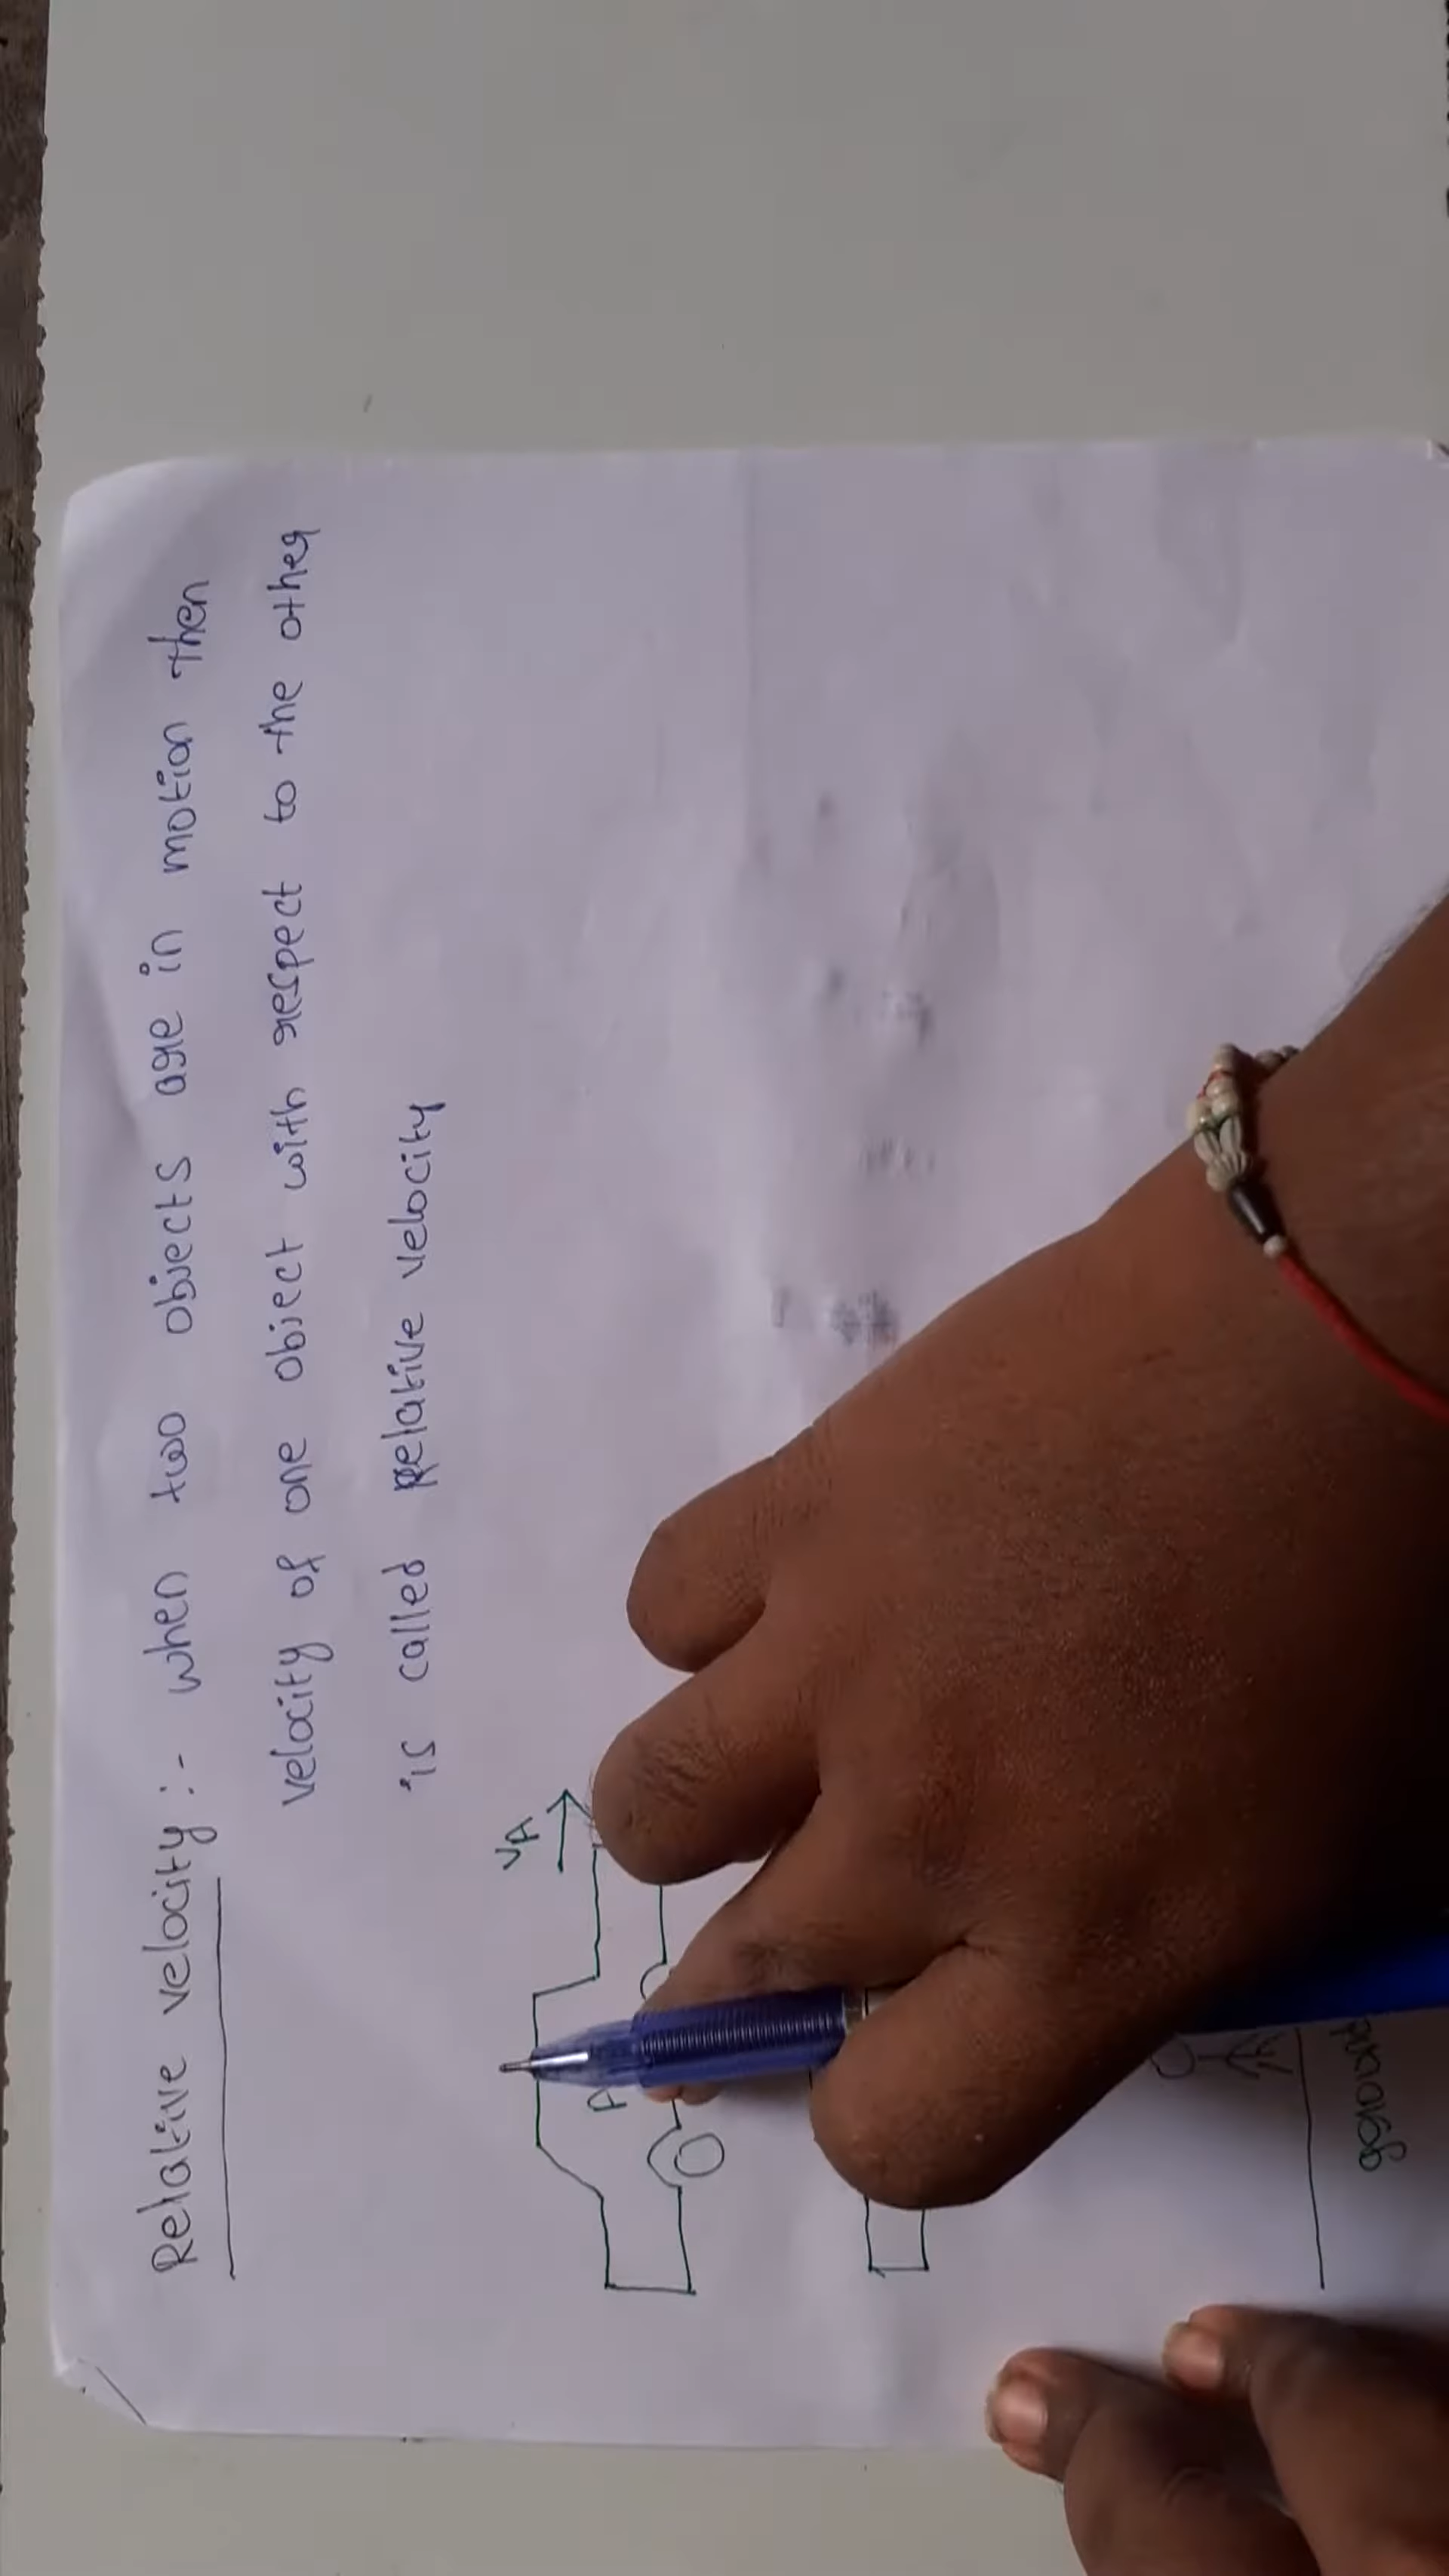 Relative velocity :- when two objects are in motion then
velocity of one object with respect to the other
is called relative velocity
VA
A
ground